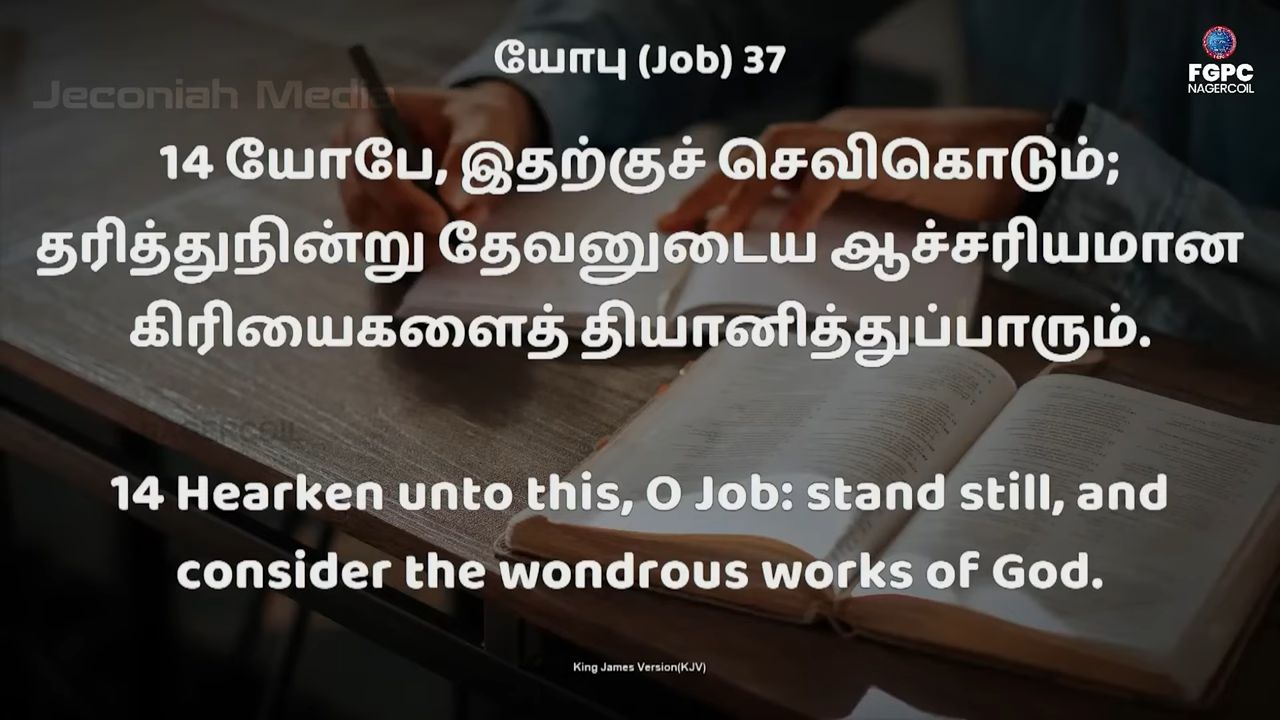 யோபு (Job) 37
FGPC
NAGERCOIL
Jeconiah Media
14 யோபே, இதற்குச் செவிகொடும்;
தரித்துநின்று தேவனுடைய ஆச்சரியமான
கிரியைகளைத் தியானித்துப்பாரும்.
NAGERCOIL
14 Hearken unto this, O Job: stand still, and
consider the wondrous works of God.
King James Version(KJV)